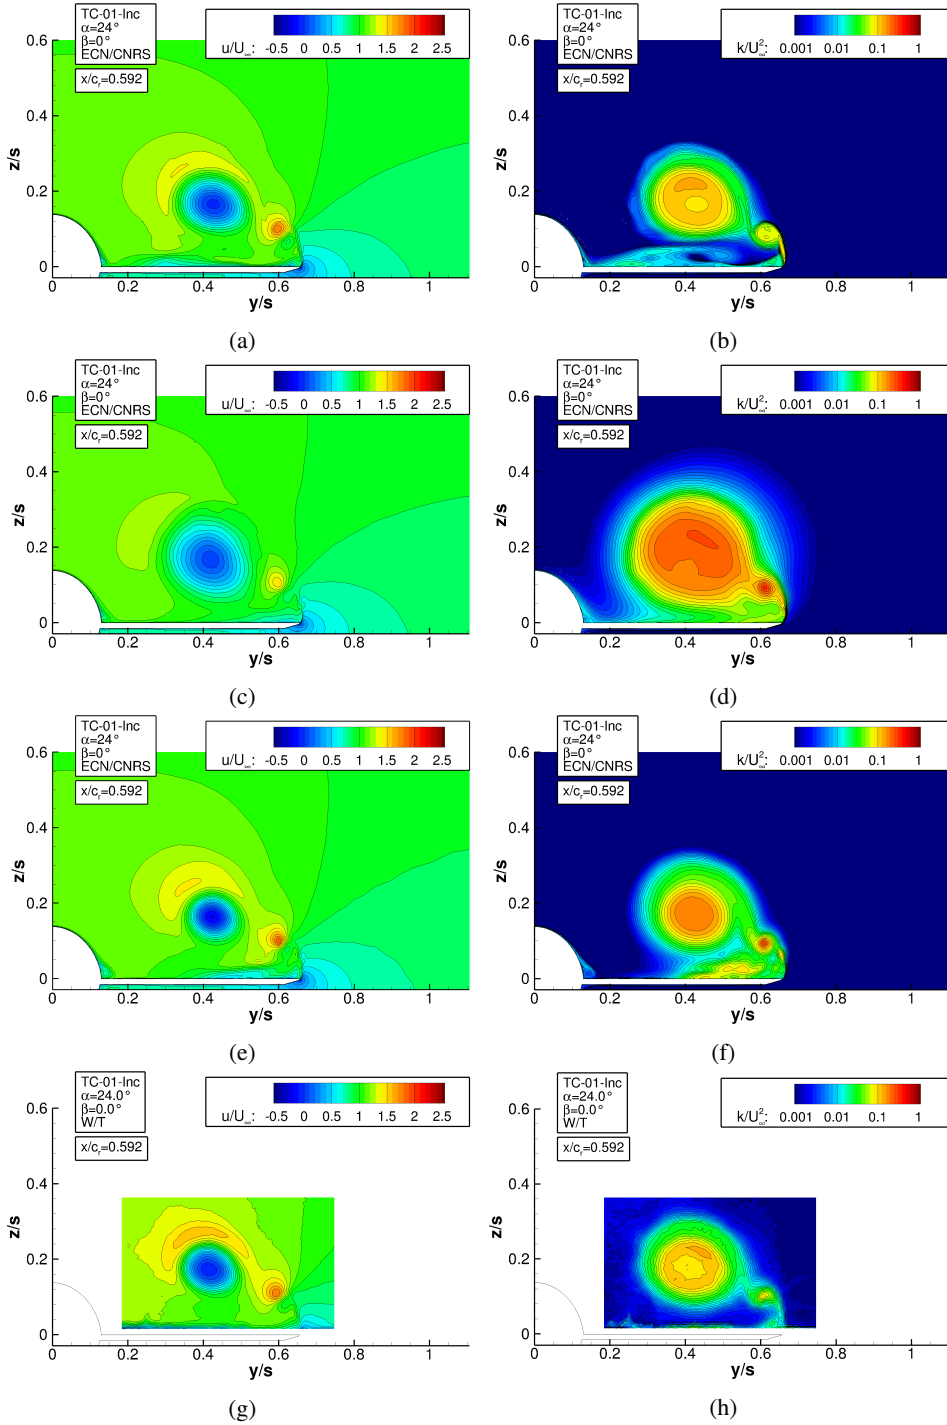 TC-01-Inc
α=24°
β=0°
ECN/CNRS
x/cr=0.592
u/U∞: -0.5 0 0.5 1 1.5 2 2.5
z/s
0.6
0.4
0.2
0
0 0.2 0.4 0.6 0.8 1
y/s
(a)
TC-01-Inc
α=24°
β=0°
ECN/CNRS
x/cr=0.592
k/U²∞: 0.001 0.01 0.1 1
z/s
0.6
0.4
0.2
0
0 0.2 0.4 0.6 0.8 1
y/s
(b)
TC-01-Inc
α=24°
β=0°
ECN/CNRS
x/cr=0.592
u/U∞: -0.5 0 0.5 1 1.5 2 2.5
z/s
0.6
0.4
0.2
0
0 0.2 0.4 0.6 0.8 1
y/s
(c)
TC-01-Inc
α=24°
β=0°
ECN/CNRS
x/cr=0.592
k/U²∞: 0.001 0.01 0.1 1
z/s
0.6
0.4
0.2
0
0 0.2 0.4 0.6 0.8 1
y/s
(d)
TC-01-Inc
α=24°
β=0°
ECN/CNRS
x/cr=0.592
u/U∞: -0.5 0 0.5 1 1.5 2 2.5
z/s
0.6
0.4
0.2
0
0 0.2 0.4 0.6 0.8 1
y/s
(e)
TC-01-Inc
α=24°
β=0°
ECN/CNRS
x/cr=0.592
k/U²∞: 0.001 0.01 0.1 1
z/s
0.6
0.4
0.2
0
0 0.2 0.4 0.6 0.8 1
y/s
(f)
TC-01-Inc
α=24.0°
β=0.0°
W/T
x/cr=0.592
u/U∞: -0.5 0 0.5 1 1.5 2 2.5
z/s
0.6
0.4
0.2
0
0 0.2 0.4 0.6 0.8 1
y/s
(g)
TC-01-Inc
α=24.0°
β=0.0°
W/T
x/cr=0.592
k/U²∞: 0.001 0.01 0.1 1
z/s
0.6
0.4
0.2
0
0 0.2 0.4 0.6 0.8 1
y/s
(h)